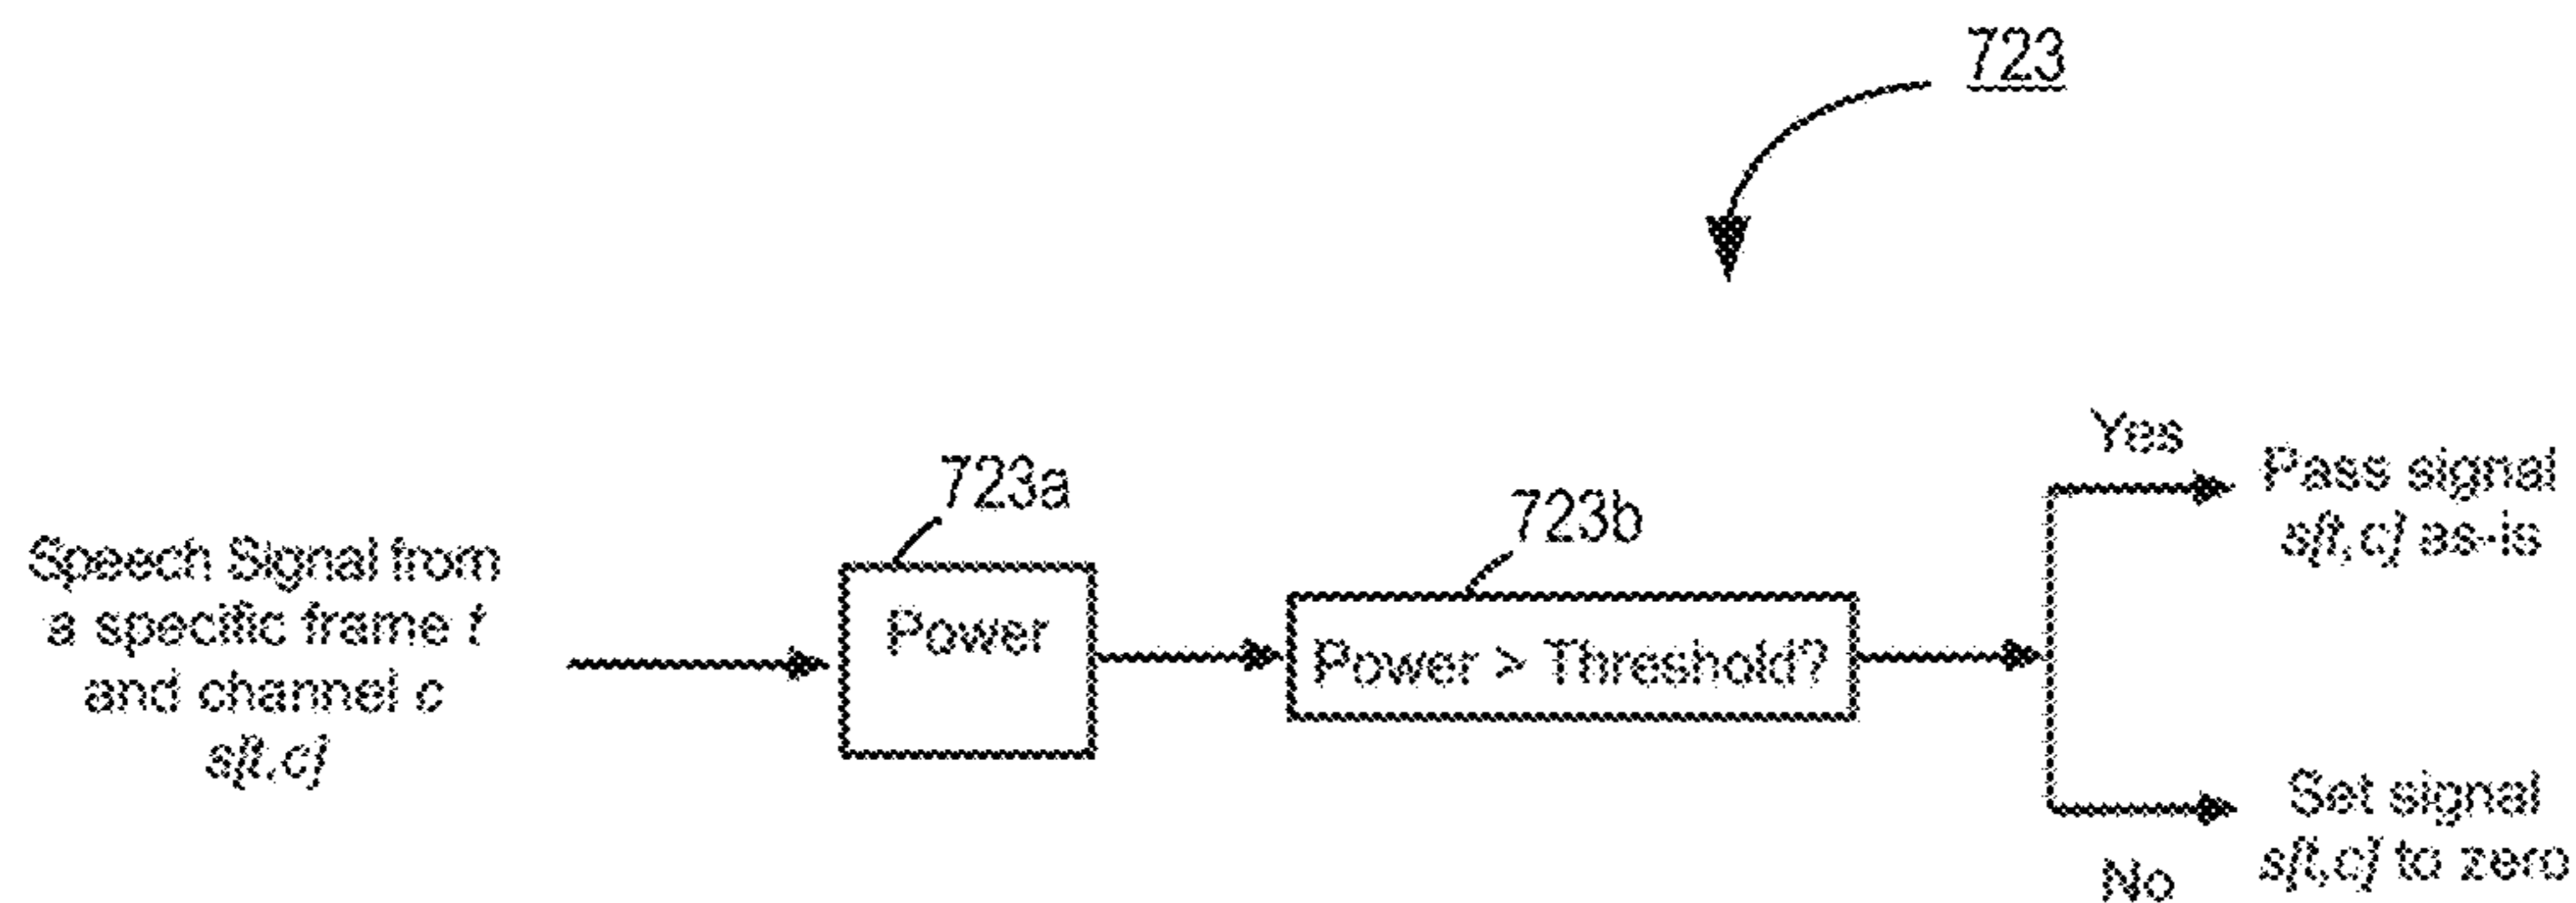 723
723a
723b
Speech Signal from
a specific frame t
and channel c
s[t,c]
Power
Power > Threshold?
Yes
Pass signal
s[t,c] as-is
Set signal
s[t,c] to zero
No